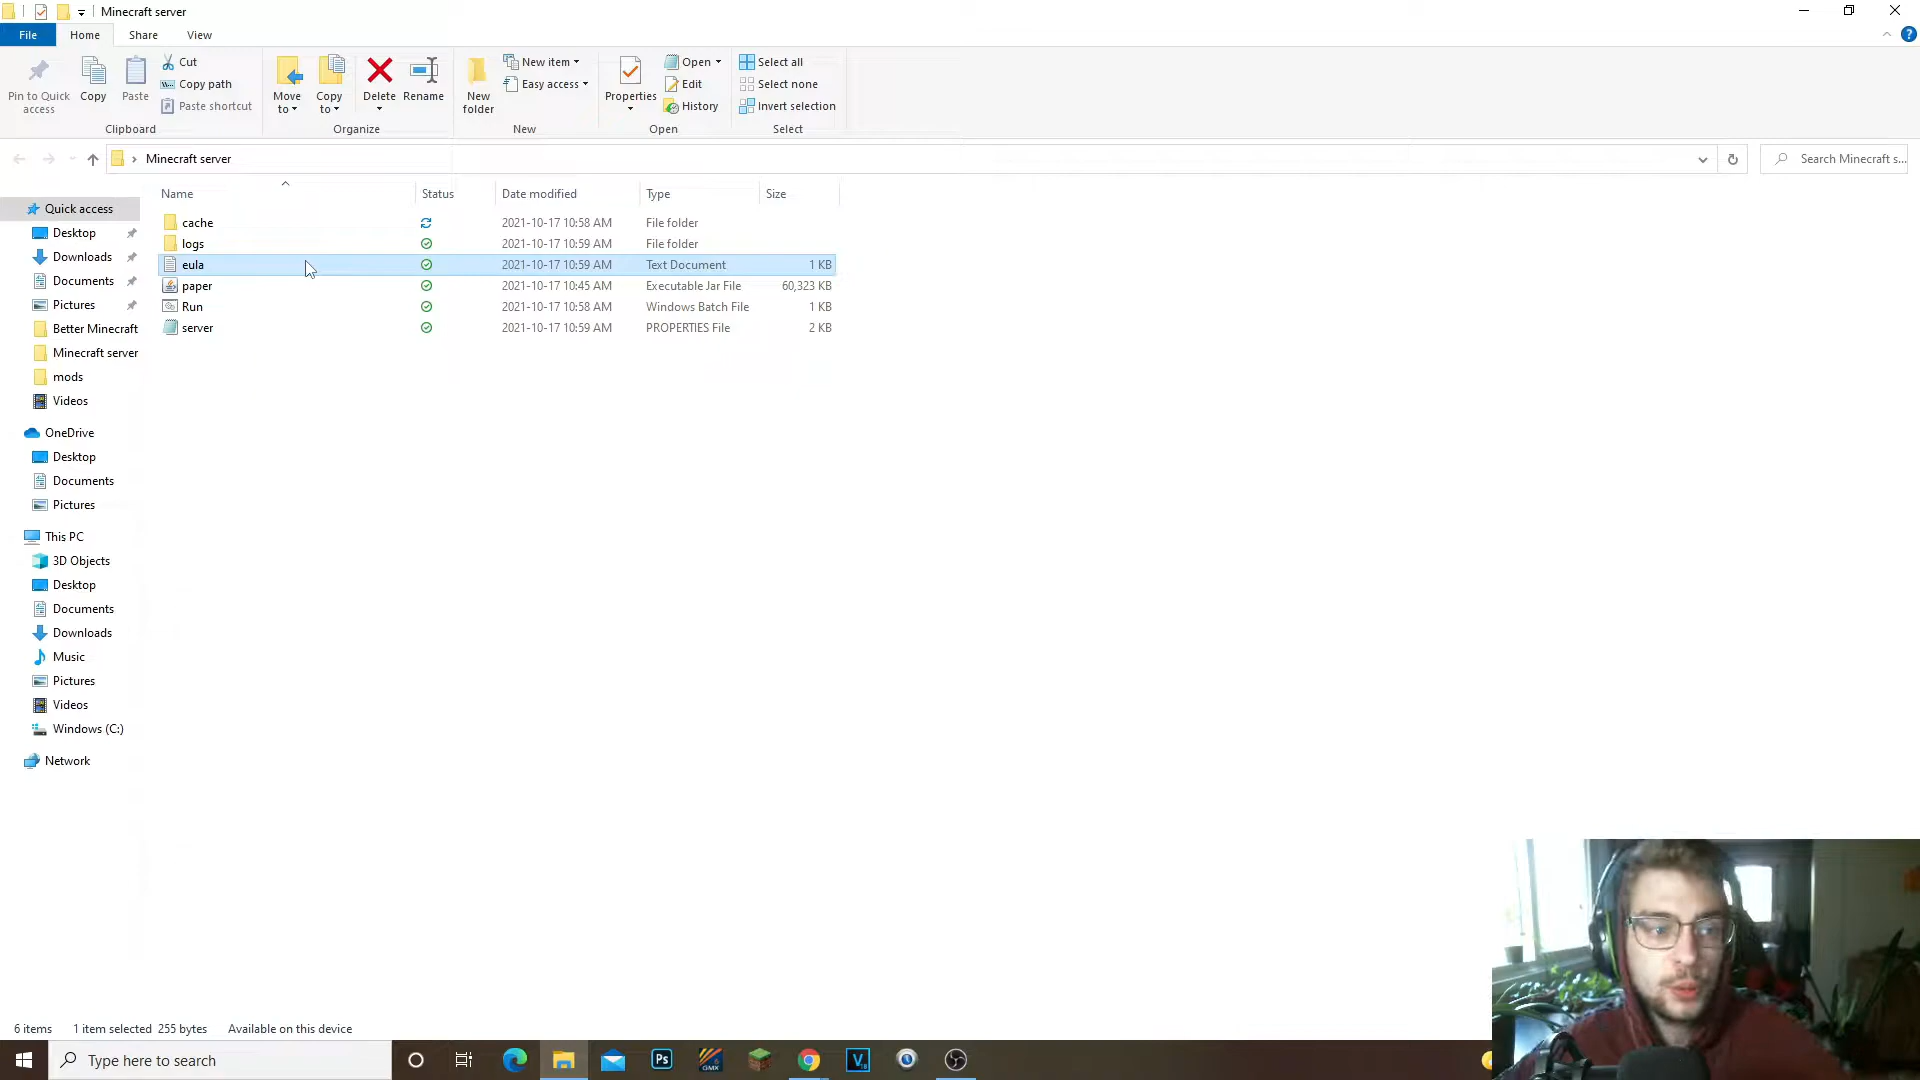 Minecraft server
File Home Share View
Pin to Quick access
Copy
Paste
Cut
Copy path
Paste shortcut
Clipboard
Move to
Copy to
Delete
Rename
Organize
New folder
New item
Easy access
New
Properties
Open
Edit
History
Open
Select all
Select none
Invert selection
Select
Minecraft server
Search Minecraft s...
Name Status Date modified Type Size
cache 2021-10-17 10:58 AM File folder
logs 2021-10-17 10:59 AM File folder
eula 2021-10-17 10:59 AM Text Document 1 KB
paper 2021-10-17 10:45 AM Executable Jar File 60,323 KB
Run 2021-10-17 10:58 AM Windows Batch File 1 KB
server 2021-10-17 10:59 AM PROPERTIES File 2 KB
Quick access
Desktop
Downloads
Documents
Pictures
Better Minecraft
Minecraft server
mods
Videos
OneDrive
Desktop
Documents
Pictures
This PC
3D Objects
Desktop
Documents
Downloads
Music
Pictures
Videos
Windows (C:)
Network
6 items 1 item selected 255 bytes Available on this device
Type here to search
Ps
GMX
V